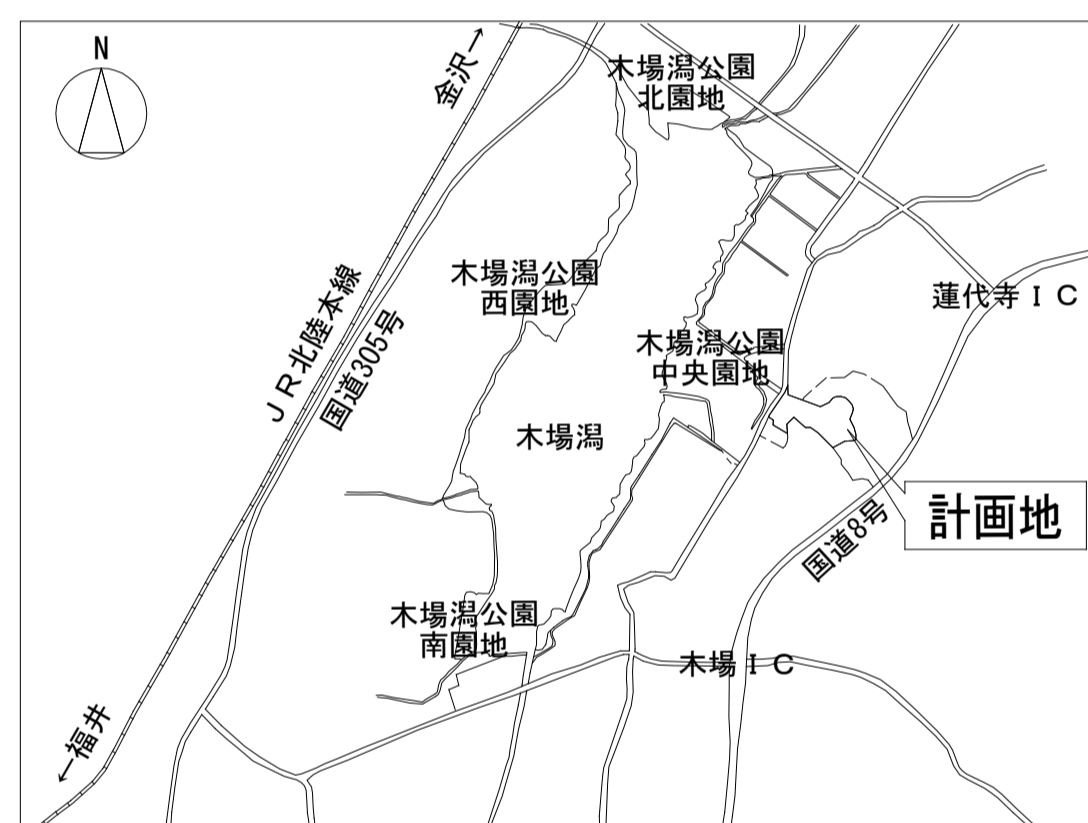 N
金沢→
木場潟公園
北園地
木場潟公園
西園地
蓮代寺ＩＣ
ＪＲ北陸本線
国道305号
木場潟公園
中央園地
木場潟
計画地
国道8号
木場潟公園
南園地
木場ＩＣ
←福井